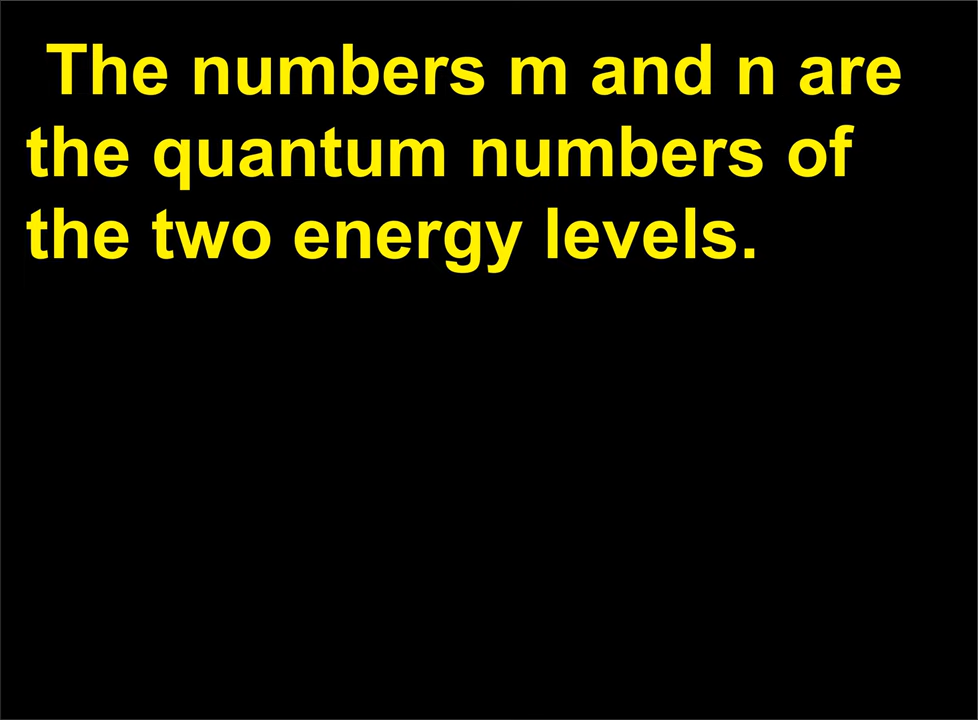 The numbers m and n are
the quantum numbers of
the two energy levels.